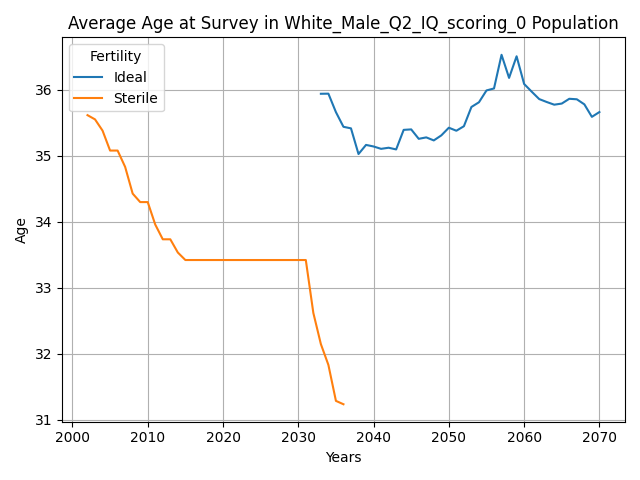 Average Age at Survey in White_Male_Q2_IQ_scoring_0 Population
Fertility
Ideal
Sterile
36
35
34
33
32
31
Age
2000 2010 2020 2030 2040 2050 2060 2070
Years